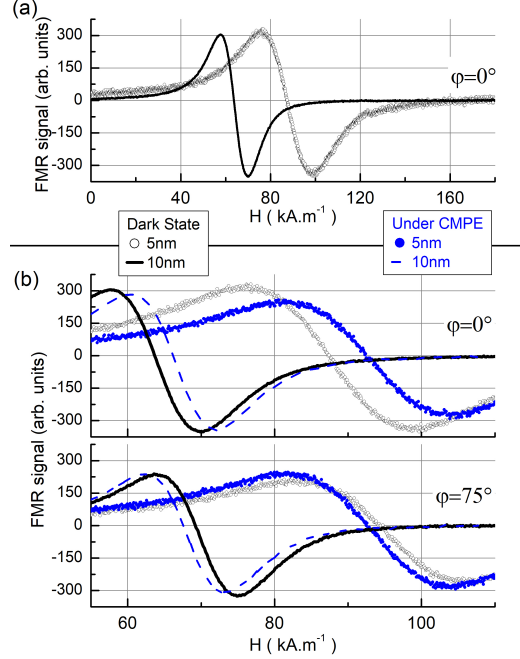 (a)
FMR signal (arb. units)
300
150
0
-150
-300
φ=0°
0 40 80 120 160
H ( kA.m⁻¹)
Dark State
5nm
10nm
Under CMPE
5nm
10nm
(b)
FMR signal (arb. units)
300
150
0
-150
-300
φ=0°
300
150
0
-150
-300
φ=75°
60 80 100
H ( kA.m⁻¹)